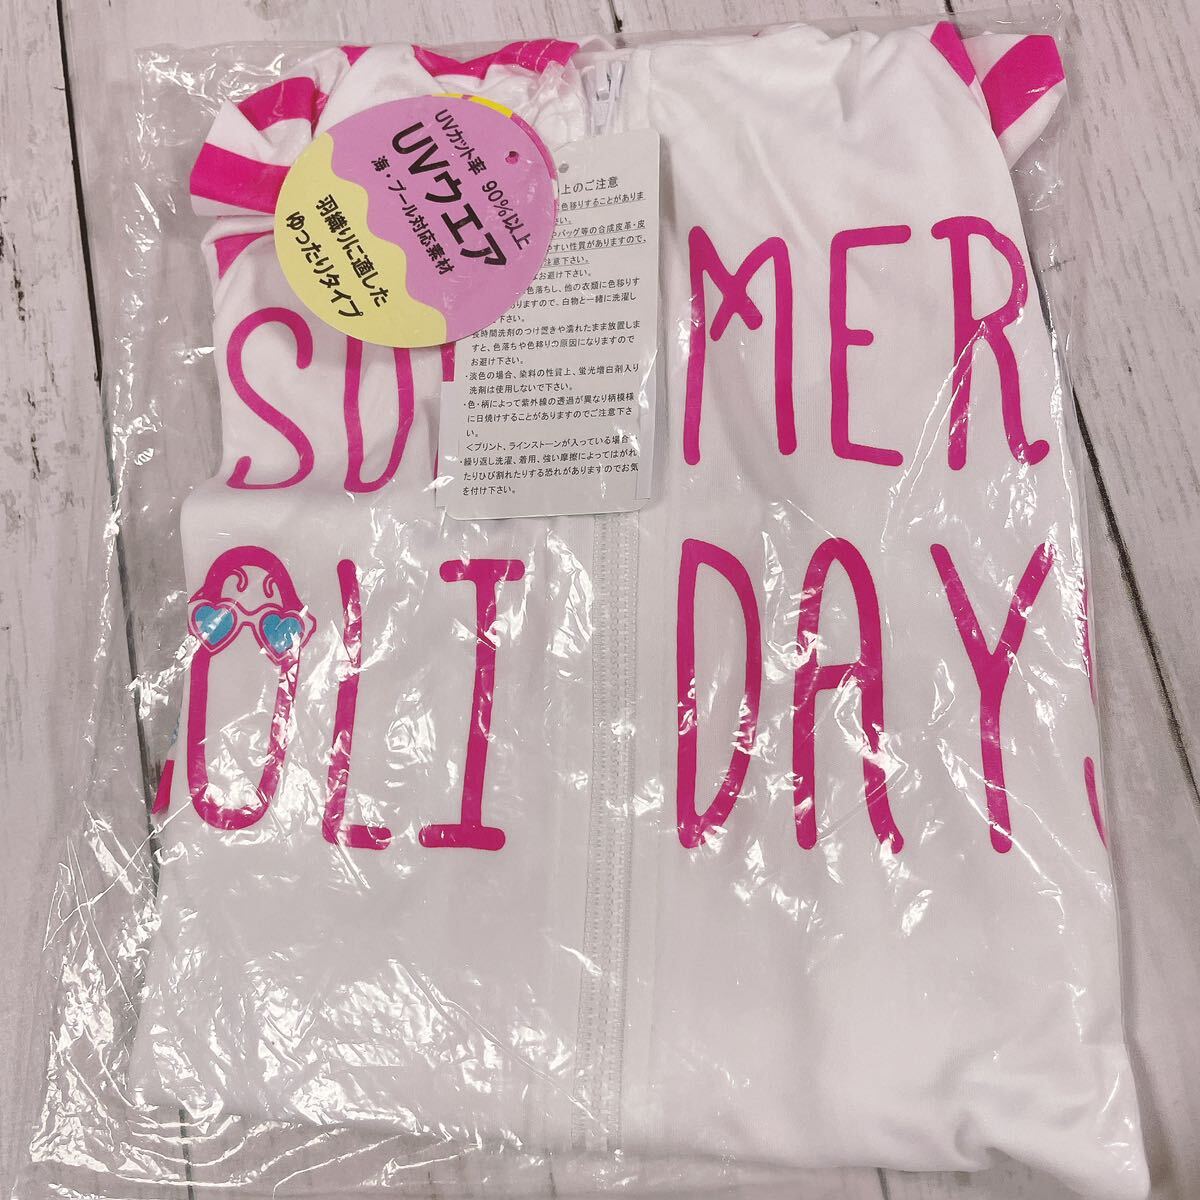 UVカット率 90%以上
UVウエア
海・プール対応素材
羽織りに適した
ゆったりタイプ
上のご注意
色移りすることがありま
さい。
バッグ等の合成皮革・皮
やすい性質がありますので、
注意下さい。
お避け下さい。
色落ちし、他の衣類に色移りす
ありますので、白物と一緒に洗濯し
下さい。
長時間洗剤のつけ置きや濡れたまま放置しま
すと、色落ちや色移りの原因になりますので
お避け下さい。
・淡色の場合、染料の性質上、蛍光増白剤入り
洗剤は使用しないで下さい。
・色・柄によって紫外線の透過が異なり柄模様
に日焼けすることがありますのでご注意下さ
い。
<プリント、ラインストーンが入っている場合>
・繰り返し洗濯、着用、強い摩擦によってはがれ
たりひび割れたりする恐れがありますのでお気
を付け下さい。
SU MER
OLIDAY